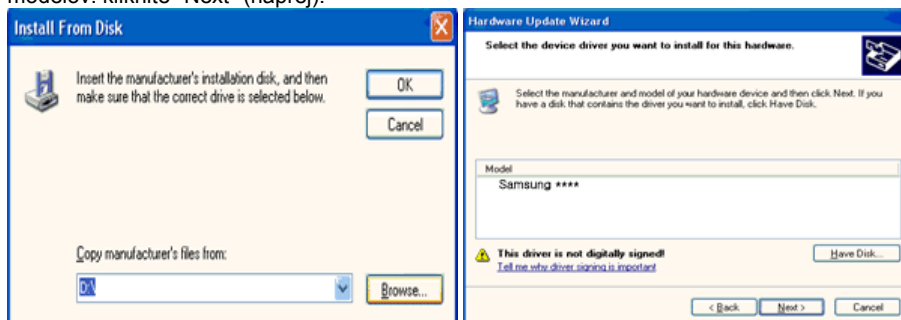 modelov. kliknite "Next" (naprej).
Install From Disk
Insert the manufacturer's installation disk, and then
make sure that the correct drive is selected below.
OK
Cancel
Copy manufacturer's files from:
D:\
Browse...
Hardware Update Wizard
Select the device driver you want to install for this hardware.
Select the manufacturer and model of your hardware device and then click Next. If you
have a disk that contains the driver you want to install, click Have Disk.
Model
Samsung ****
This driver is not digitally signed!
Tell me why driver signing is important
Have Disk...
< Back
Next >
Cancel